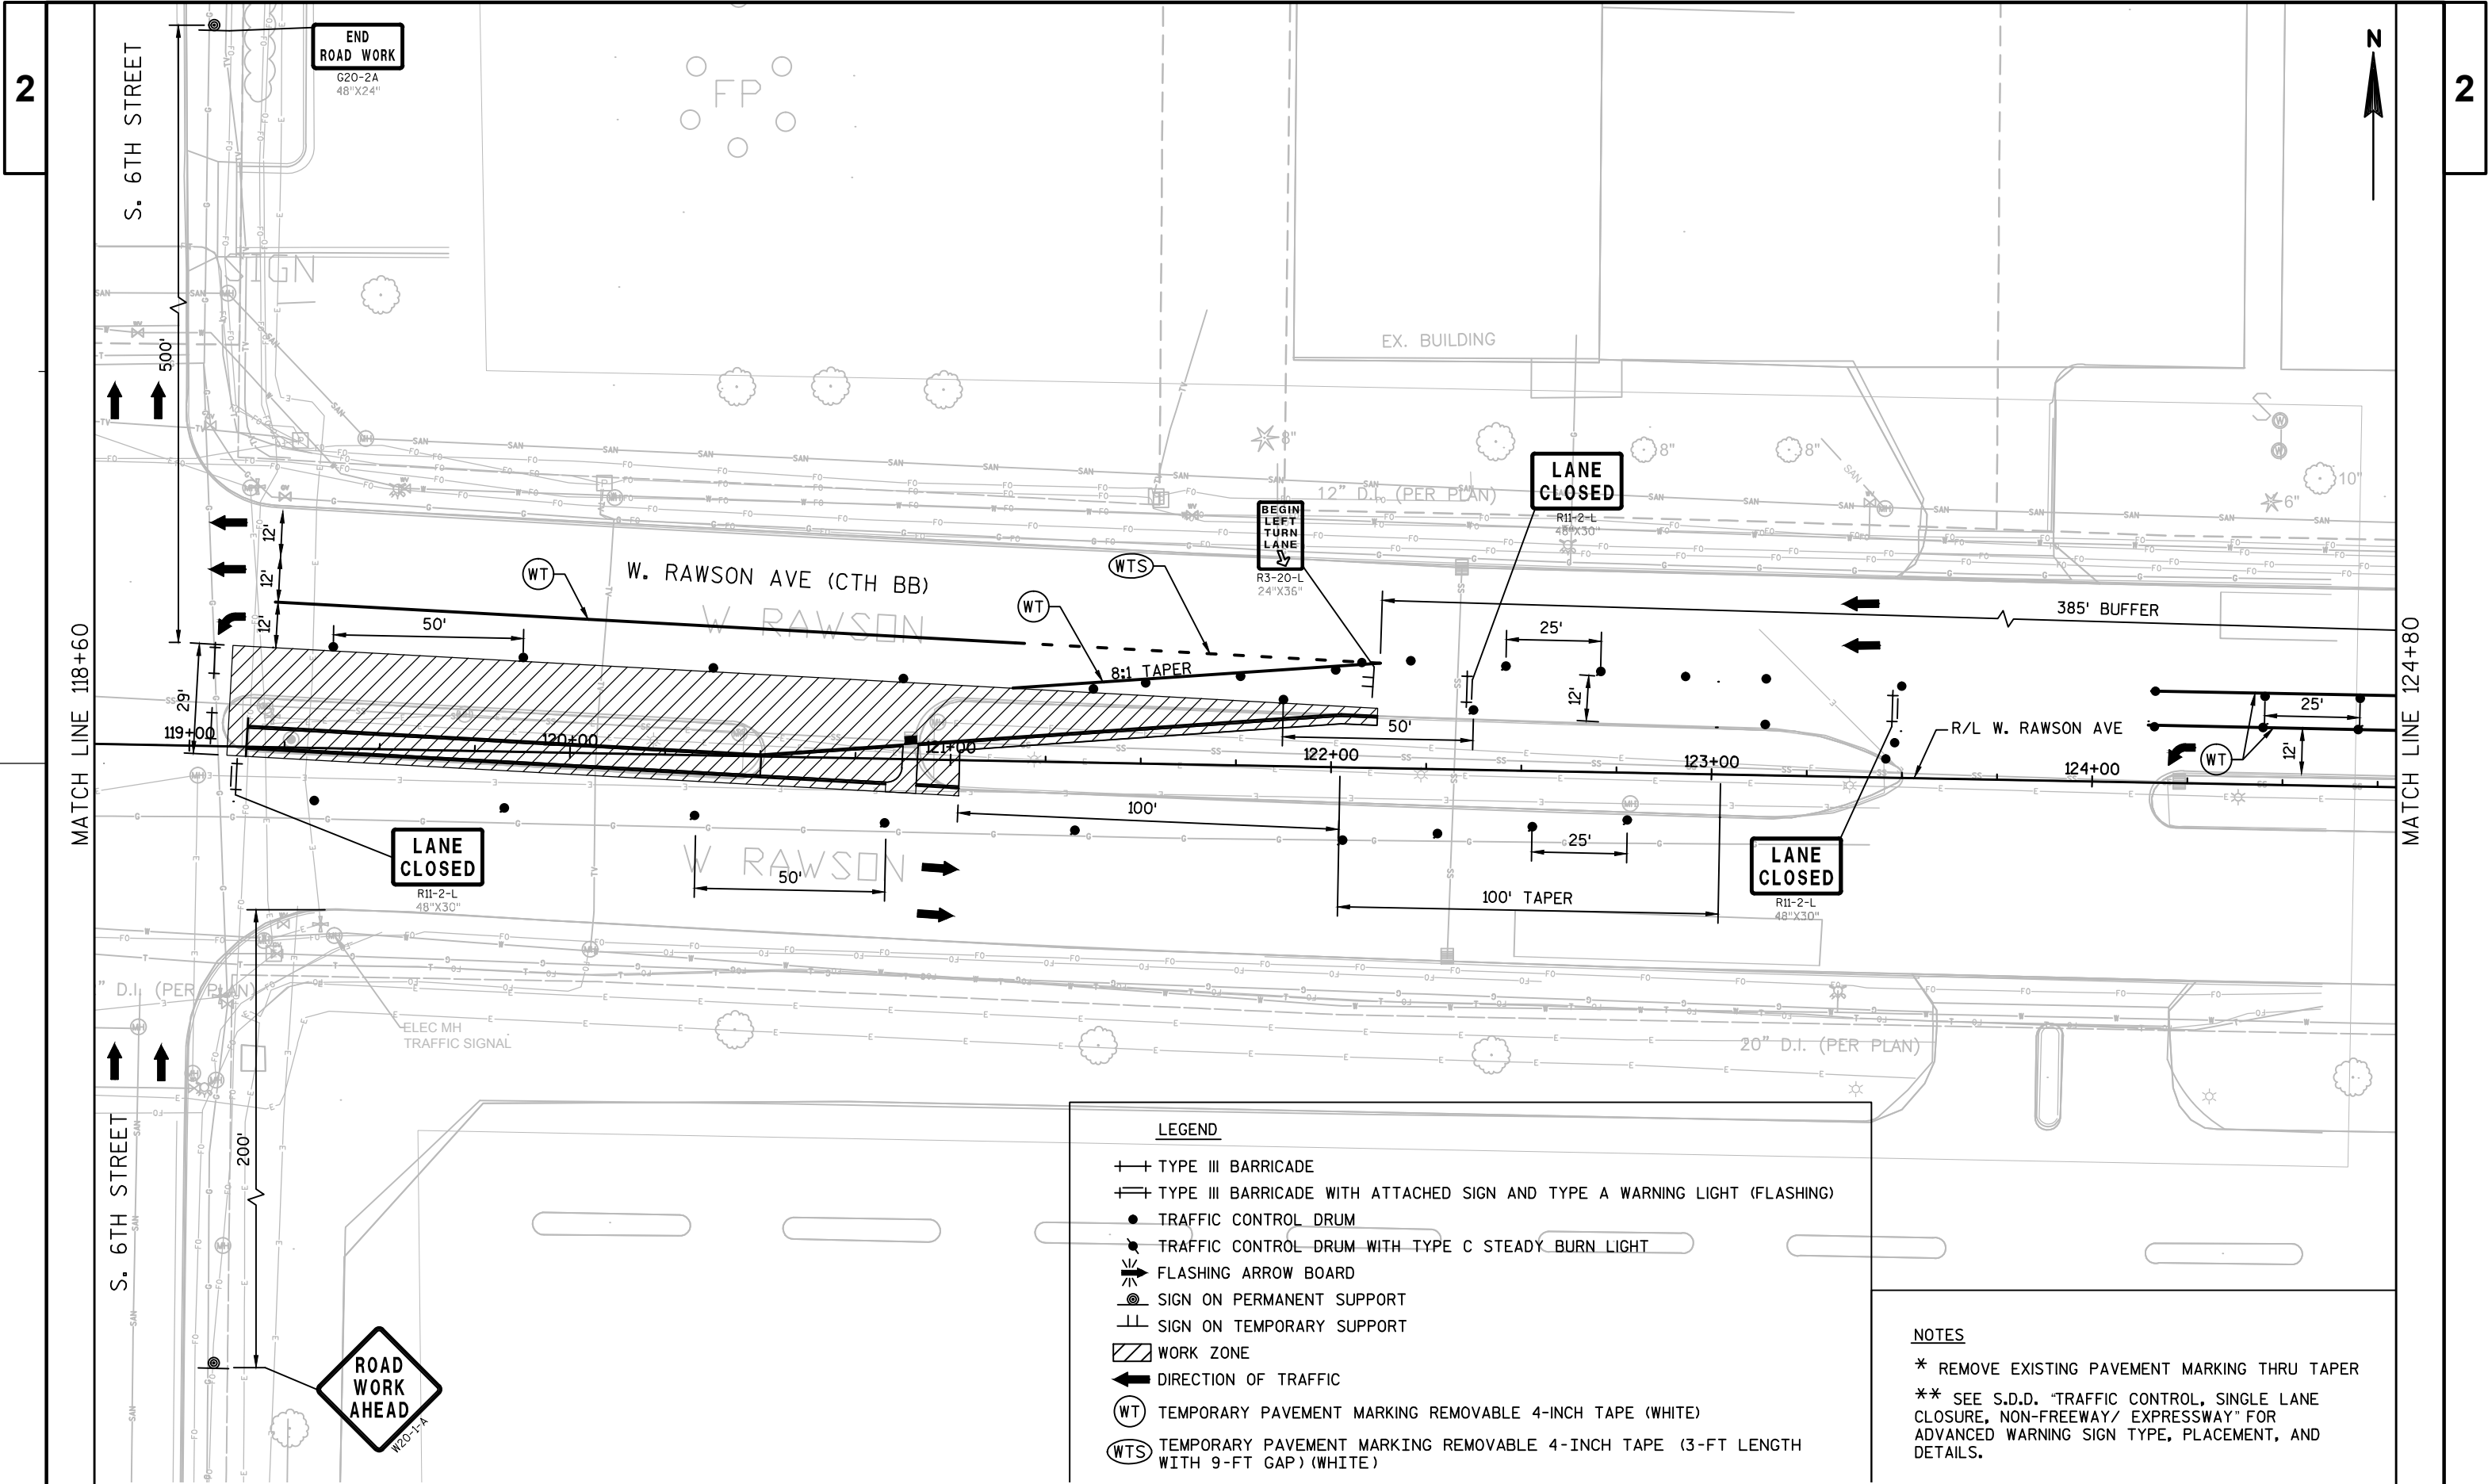 2
2
N
S. 6TH STREET
END
ROAD WORK
G20-2A
48"X24"
FP
SIGN
500'
EX. BUILDING
8"
8"
8"
S
10"
6"
12" D.I. (PER PLAN)
LANE
CLOSED
R11-2-L
48"X30"
BEGIN
LEFT
TURN
LANE
R3-20-L
24"X36"
12'
12'
12'
WT
W. RAWSON AVE (CTH BB)
W RAWSON
WTS
WT
8:1 TAPER
385' BUFFER
50'
25'
12'
50'
29'
MATCH LINE 118+60
MATCH LINE 124+80
119+00
120+00
121+00
122+00
123+00
124+00
R/L W. RAWSON AVE
25'
WT
12'
100'
LANE
CLOSED
R11-2-L
48"X30"
W RAWSON
50'
25'
100' TAPER
LANE
CLOSED
R11-2-L
48"X30"
" D.I. (PER PLAN)
ELEC MH
TRAFFIC SIGNAL
20" D.I. (PER PLAN)
200'
S. 6TH STREET
ROAD
WORK
AHEAD
W20-1-A
LEGEND
TYPE III BARRICADE
TYPE III BARRICADE WITH ATTACHED SIGN AND TYPE A WARNING LIGHT (FLASHING)
TRAFFIC CONTROL DRUM
TRAFFIC CONTROL DRUM WITH TYPE C STEADY BURN LIGHT
FLASHING ARROW BOARD
SIGN ON PERMANENT SUPPORT
SIGN ON TEMPORARY SUPPORT
WORK ZONE
DIRECTION OF TRAFFIC
WT TEMPORARY PAVEMENT MARKING REMOVABLE 4-INCH TAPE (WHITE)
WTS TEMPORARY PAVEMENT MARKING REMOVABLE 4-INCH TAPE (3-FT LENGTH
WITH 9-FT GAP) (WHITE)
NOTES
* REMOVE EXISTING PAVEMENT MARKING THRU TAPER
** SEE S.D.D. "TRAFFIC CONTROL, SINGLE LANE
CLOSURE, NON-FREEWAY/ EXPRESSWAY" FOR
ADVANCED WARNING SIGN TYPE, PLACEMENT, AND
DETAILS.